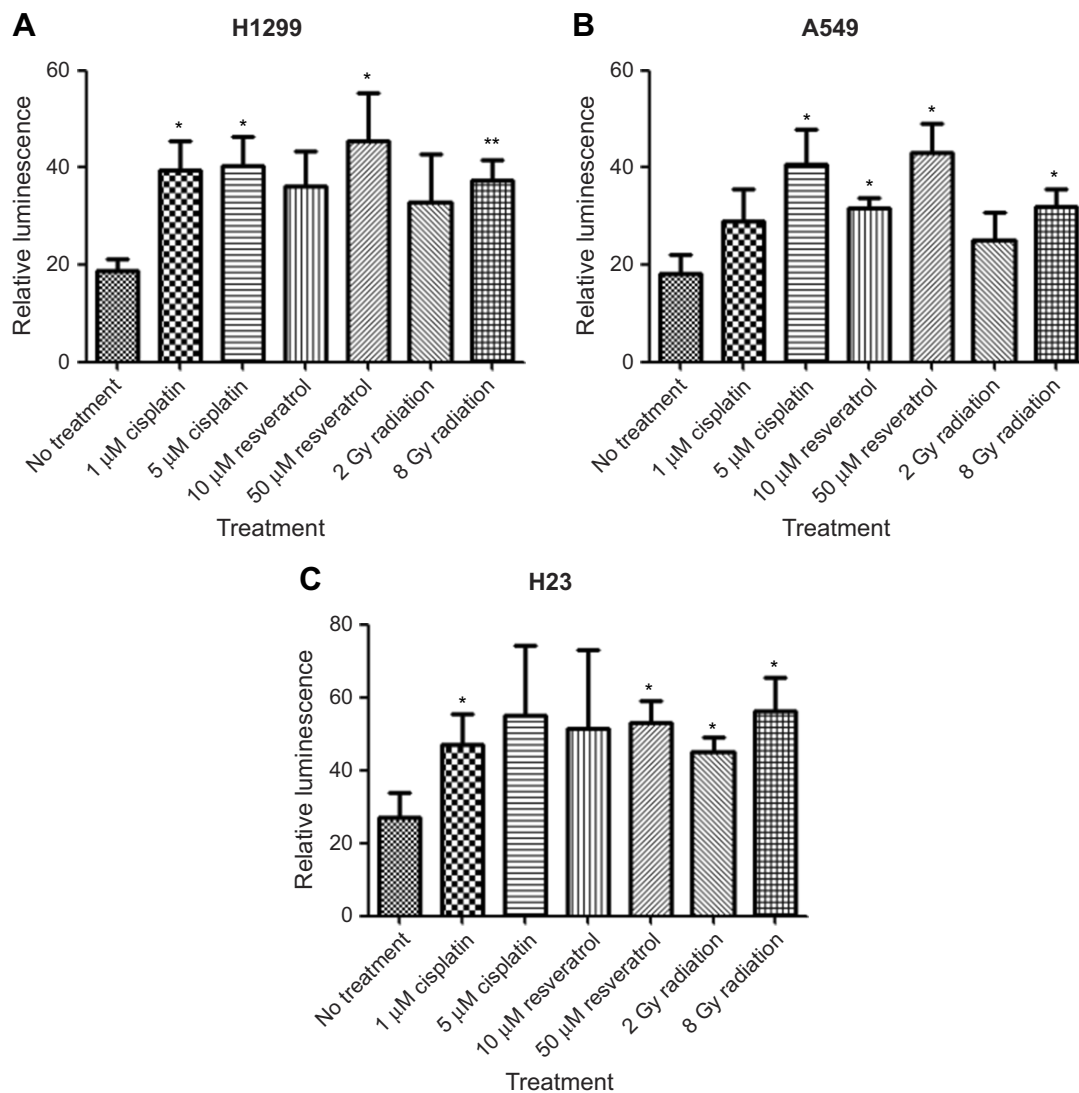 A
H1299
Relative luminescence
60
40
20
0
*
*
*
**
No treatment
1 μM cisplatin
5 μM cisplatin
10 μM resveratrol
50 μM resveratrol
2 Gy radiation
8 Gy radiation
Treatment
B
A549
Relative luminescence
60
40
20
0
*
*
*
*
No treatment
1 μM cisplatin
5 μM cisplatin
10 μM resveratrol
50 μM resveratrol
2 Gy radiation
8 Gy radiation
Treatment
C
H23
Relative luminescence
80
60
40
20
0
*
*
*
*
No treatment
1 μM cisplatin
5 μM cisplatin
10 μM resveratrol
50 μM resveratrol
2 Gy radiation
8 Gy radiation
Treatment